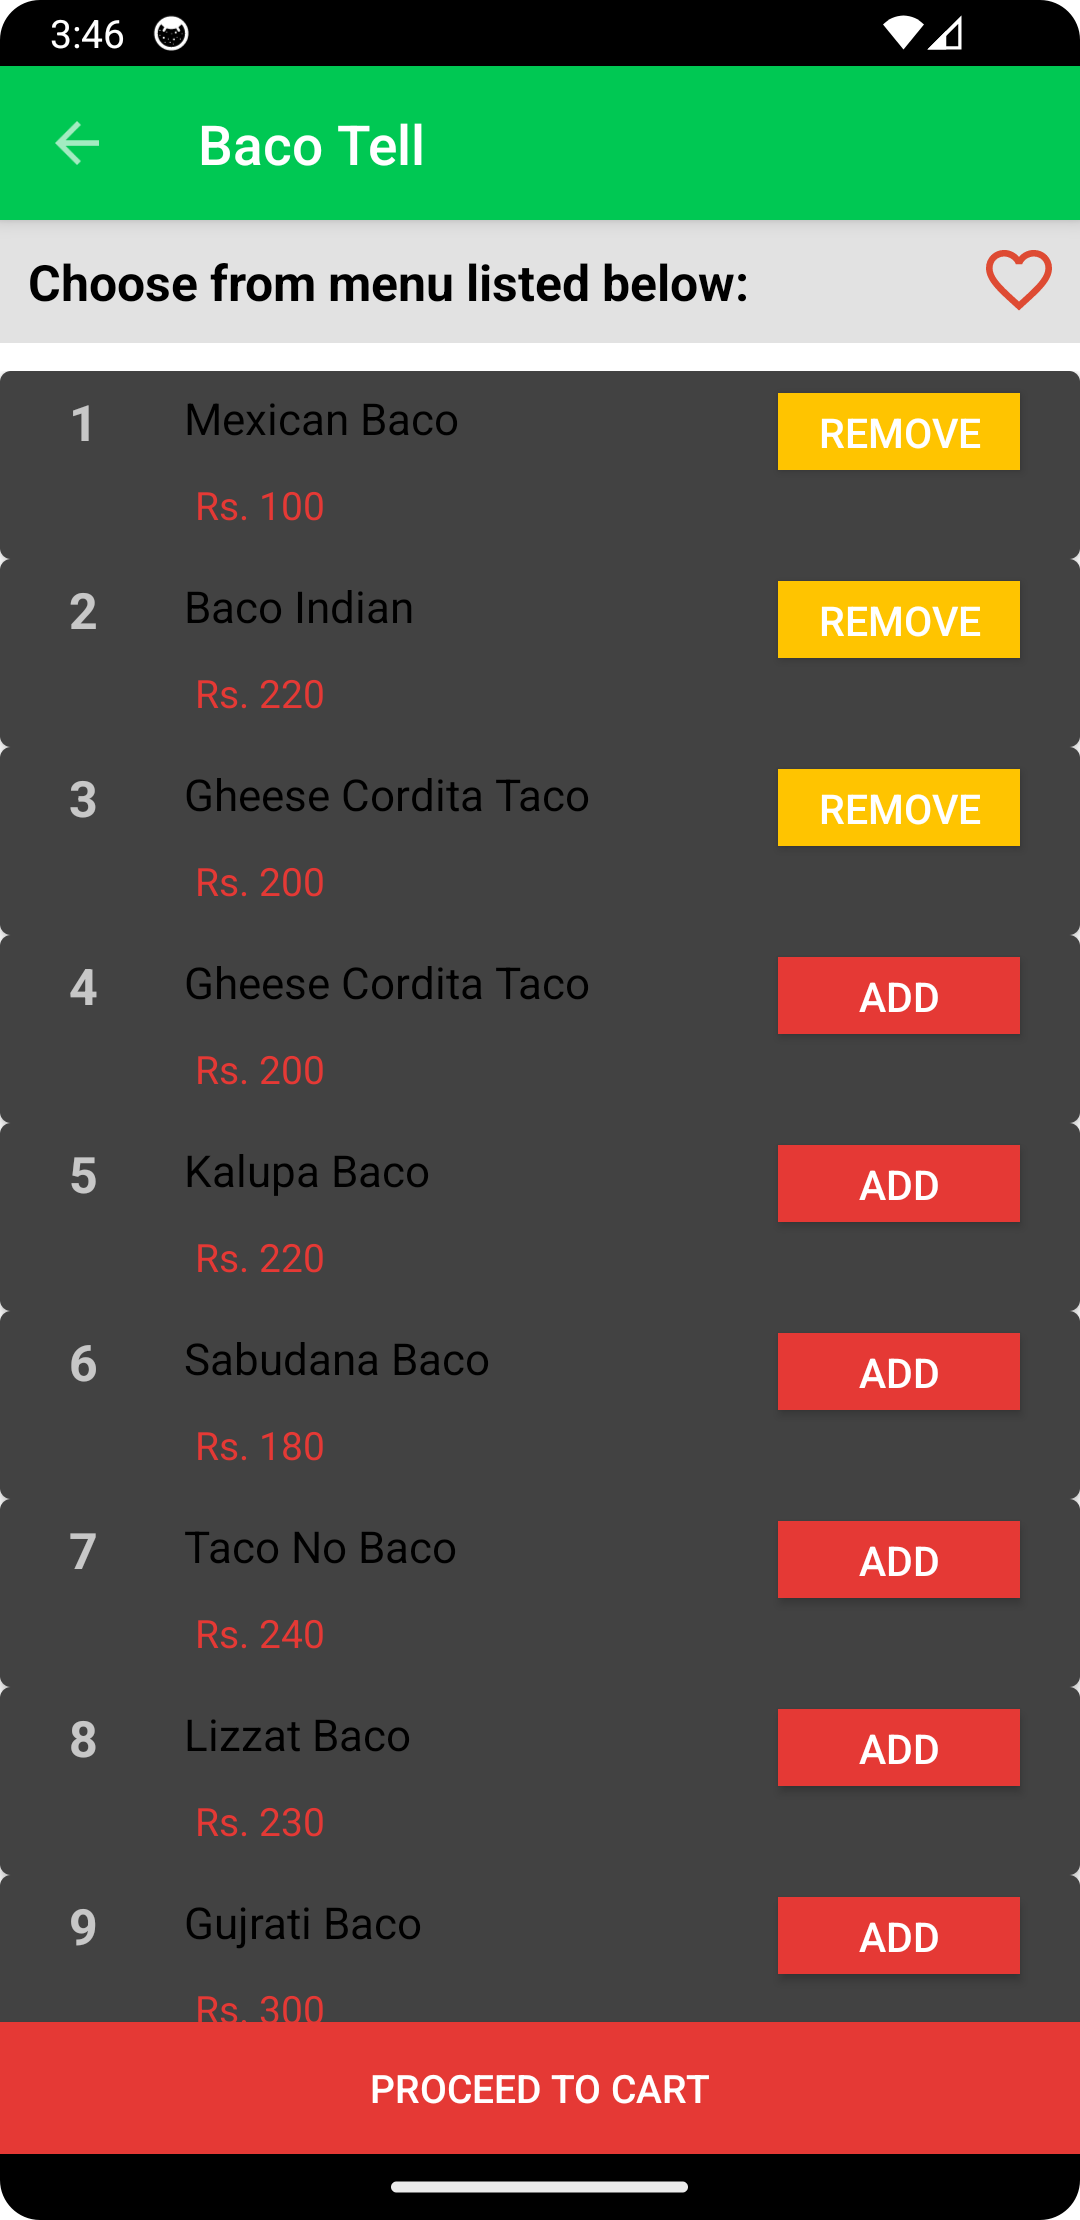 3:46
Baco Tell
Choose from menu listed below:
1 Mexican Baco REMOVE
Rs. 100
2 Baco Indian REMOVE
Rs. 220
3 Gheese Cordita Taco REMOVE
Rs. 200
4 Gheese Cordita Taco ADD
Rs. 200
5 Kalupa Baco ADD
Rs. 220
6 Sabudana Baco ADD
Rs. 180
7 Taco No Baco ADD
Rs. 240
8 Lizzat Baco ADD
Rs. 230
9 Gujrati Baco ADD
Rs. 300
PROCEED TO CART